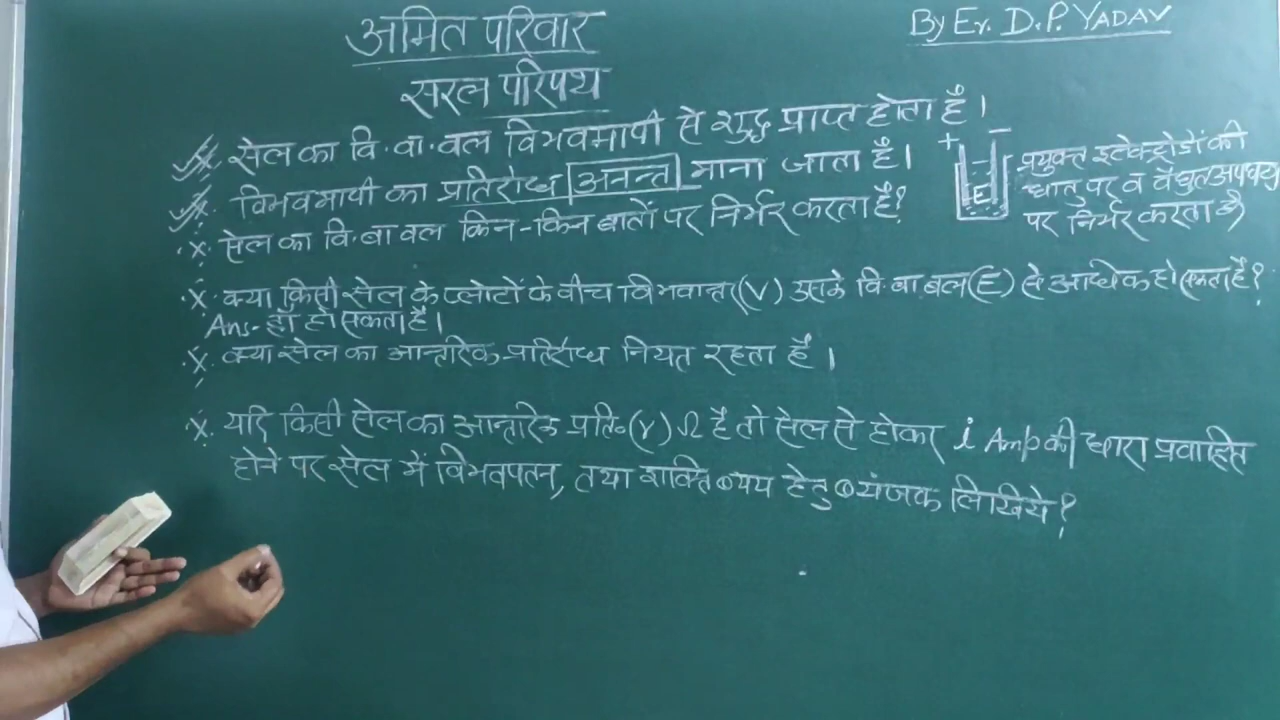 अमित परिवार
By Er. D.P. YADAV
सरल परिपथ
सेल का वि.वा.बल विभवमापी से शुद्ध प्राप्त होता है।
विभवमापी का प्रतिरोध अनन्त माना जाता है।
+ −
E
प्रयुक्त इलेक्ट्रोडों की
धातु पर व वैधुत अपघट्य
पर निर्भर करता है)
सेल का वि.वा बल किन-किन बातों पर निर्भर करता है?
क्या किसी सेल के प्लेटों के बीच विभवान्तर (V) उसके वि.वा बल (E) से अधिक हो सकता है?
Ans- हाँ हो सकता है।
क्या सेल का आन्तरिक प्रतिरोध नियत रहता है।
यदि किसी सेल का आन्तरिक प्रति॰ (r) Ω है तो सेल से होकर i Amp की धारा प्रवाहित
होने पर सेल में विभवपतन, तथा शक्ति व्यय हेतु व्यंजक लिखिये?